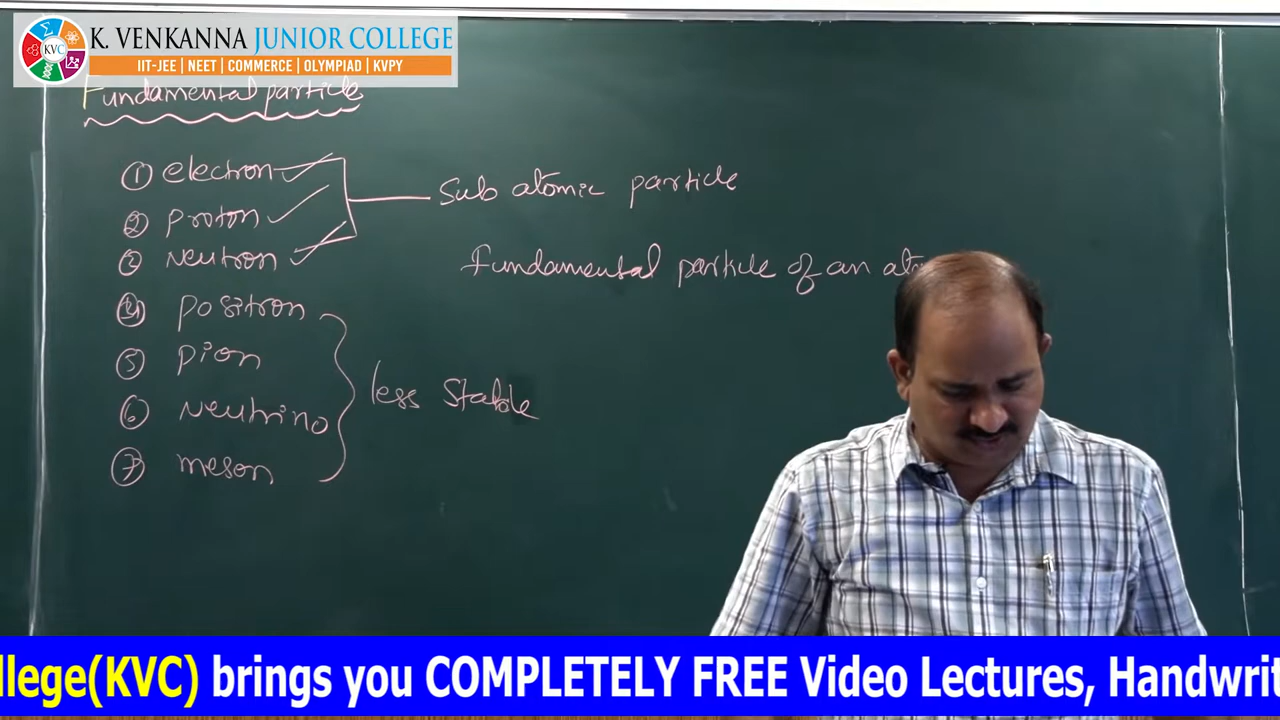 K. VENKANNA JUNIOR COLLEGE
KVC
IIT-JEE | NEET | COMMERCE | OLYMPIAD | KVPY
Fundamental particle
① electron
② proton
③ Neutron
Sub atomic particle
Fundamental particle of an ato
④ positron
⑤ pion
⑥ Neutrino
⑦ meson
less Stable
llege(KVC) brings you COMPLETELY FREE Video Lectures, Handwrit